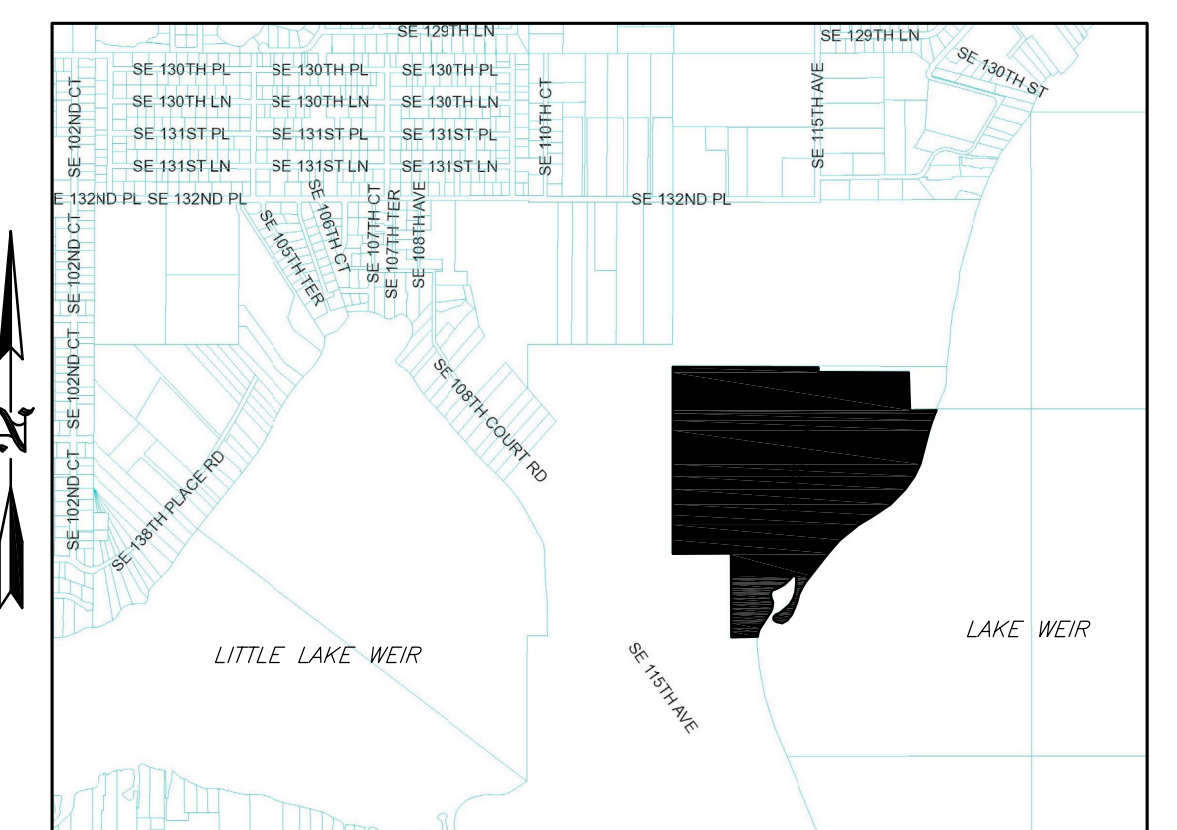 SE 129TH LN
SE 129TH LN
SE 130TH ST
SE 130TH PL SE 130TH PL SE 130TH PL
SE 130TH LN SE 130TH LN SE 130TH LN
SE 131ST PL SE 131ST PL SE 131ST PL
SE 131ST LN SE 131ST LN SE 131ST LN
SE 102ND CT
SE 110TH CT
SE 115TH AVE
E 132ND PL SE 132ND PL
SE 132ND PL
SE 102ND CT
SE 105TH TER
SE 106TH CT
SE 107TH CT
SE 107TH TER
SE 108TH AVE
SE 102ND CT
SE 108TH COURT RD
N
SE 102ND CT
SE 138TH PLACE RD
LITTLE LAKE WEIR
SE 115TH AVE
LAKE WEIR